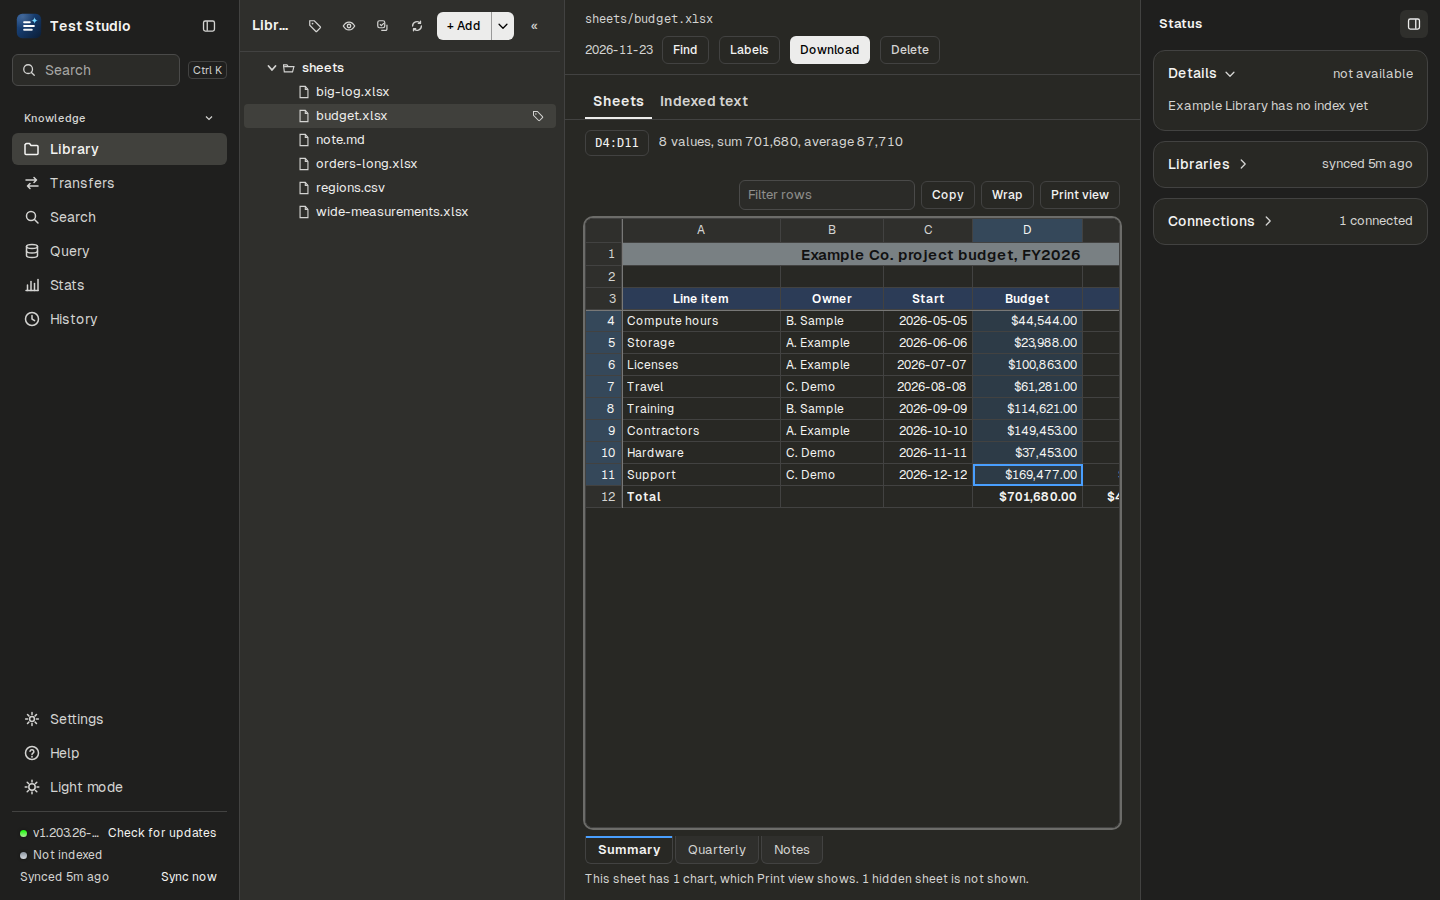 Test Studio
Search
Ctrl K
Knowledge
Library
Transfers
Search
Query
Stats
History
Settings
Help
Light mode
v1.203.26-... Check for updates
Not indexed
Synced 5m ago Sync now
Libr...
+ Add
«
sheets
big-log.xlsx
budget.xlsx
note.md
orders-long.xlsx
regions.csv
wide-measurements.xlsx
sheets/budget.xlsx
2026-11-23 Find Labels Download Delete
Sheets Indexed text
D4:D11 8 values, sum 701,680, average 87,710
Filter rows Copy Wrap Print view
A B C D
1 Example Co. project budget, FY2026
2
3 Line item Owner Start Budget
4 Compute hours B. Sample 2026-05-05 $44,544.00
5 Storage A. Example 2026-06-06 $23,988.00
6 Licenses A. Example 2026-07-07 $100,863.00
7 Travel C. Demo 2026-08-08 $61,281.00
8 Training B. Sample 2026-09-09 $114,621.00
9 Contractors A. Example 2026-10-10 $149,453.00
10 Hardware C. Demo 2026-11-11 $37,453.00
11 Support C. Demo 2026-12-12 $169,477.00
12 Total $701,680.00
Summary Quarterly Notes
This sheet has 1 chart, which Print view shows. 1 hidden sheet is not shown.
Status
Details not available
Example Library has no index yet
Libraries synced 5m ago
Connections 1 connected